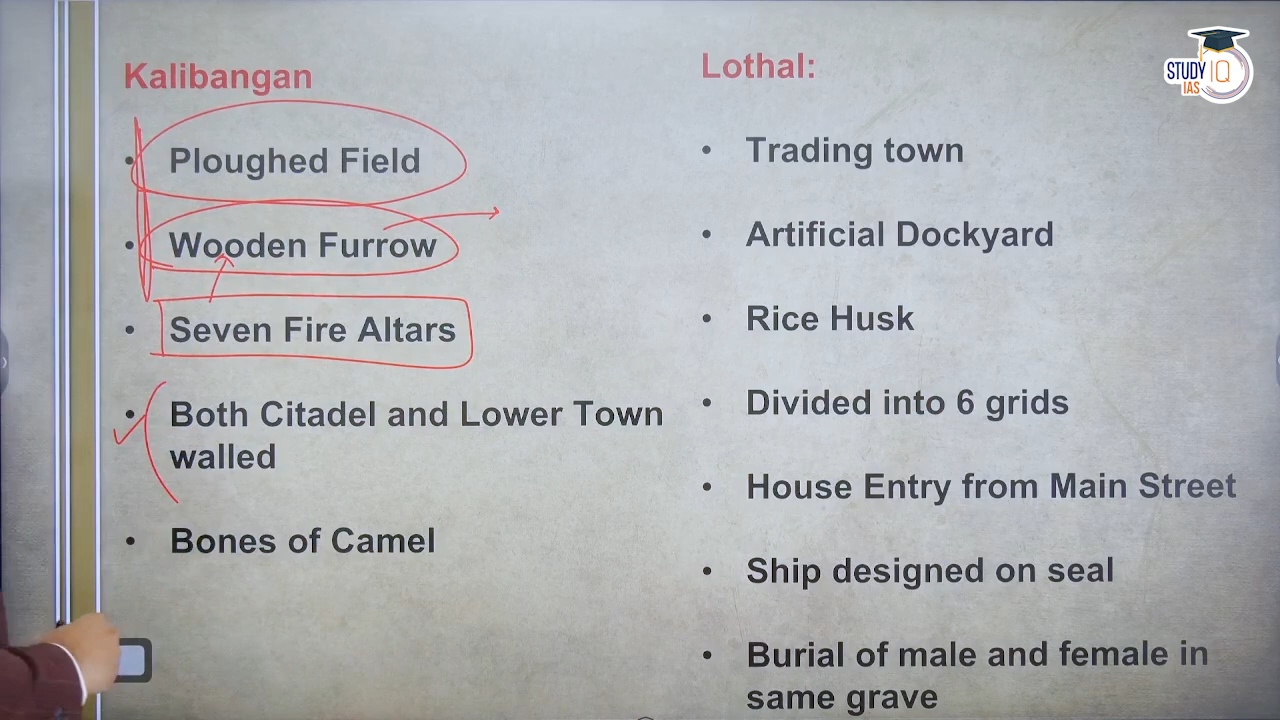 Kalibangan
• Ploughed Field
• Wooden Furrow
• Seven Fire Altars
• Both Citadel and Lower Town
walled
• Bones of Camel
Lothal:
• Trading town
• Artificial Dockyard
• Rice Husk
• Divided into 6 grids
• House Entry from Main Street
• Ship designed on seal
• Burial of male and female in
same grave
STUDY IQ
IAS